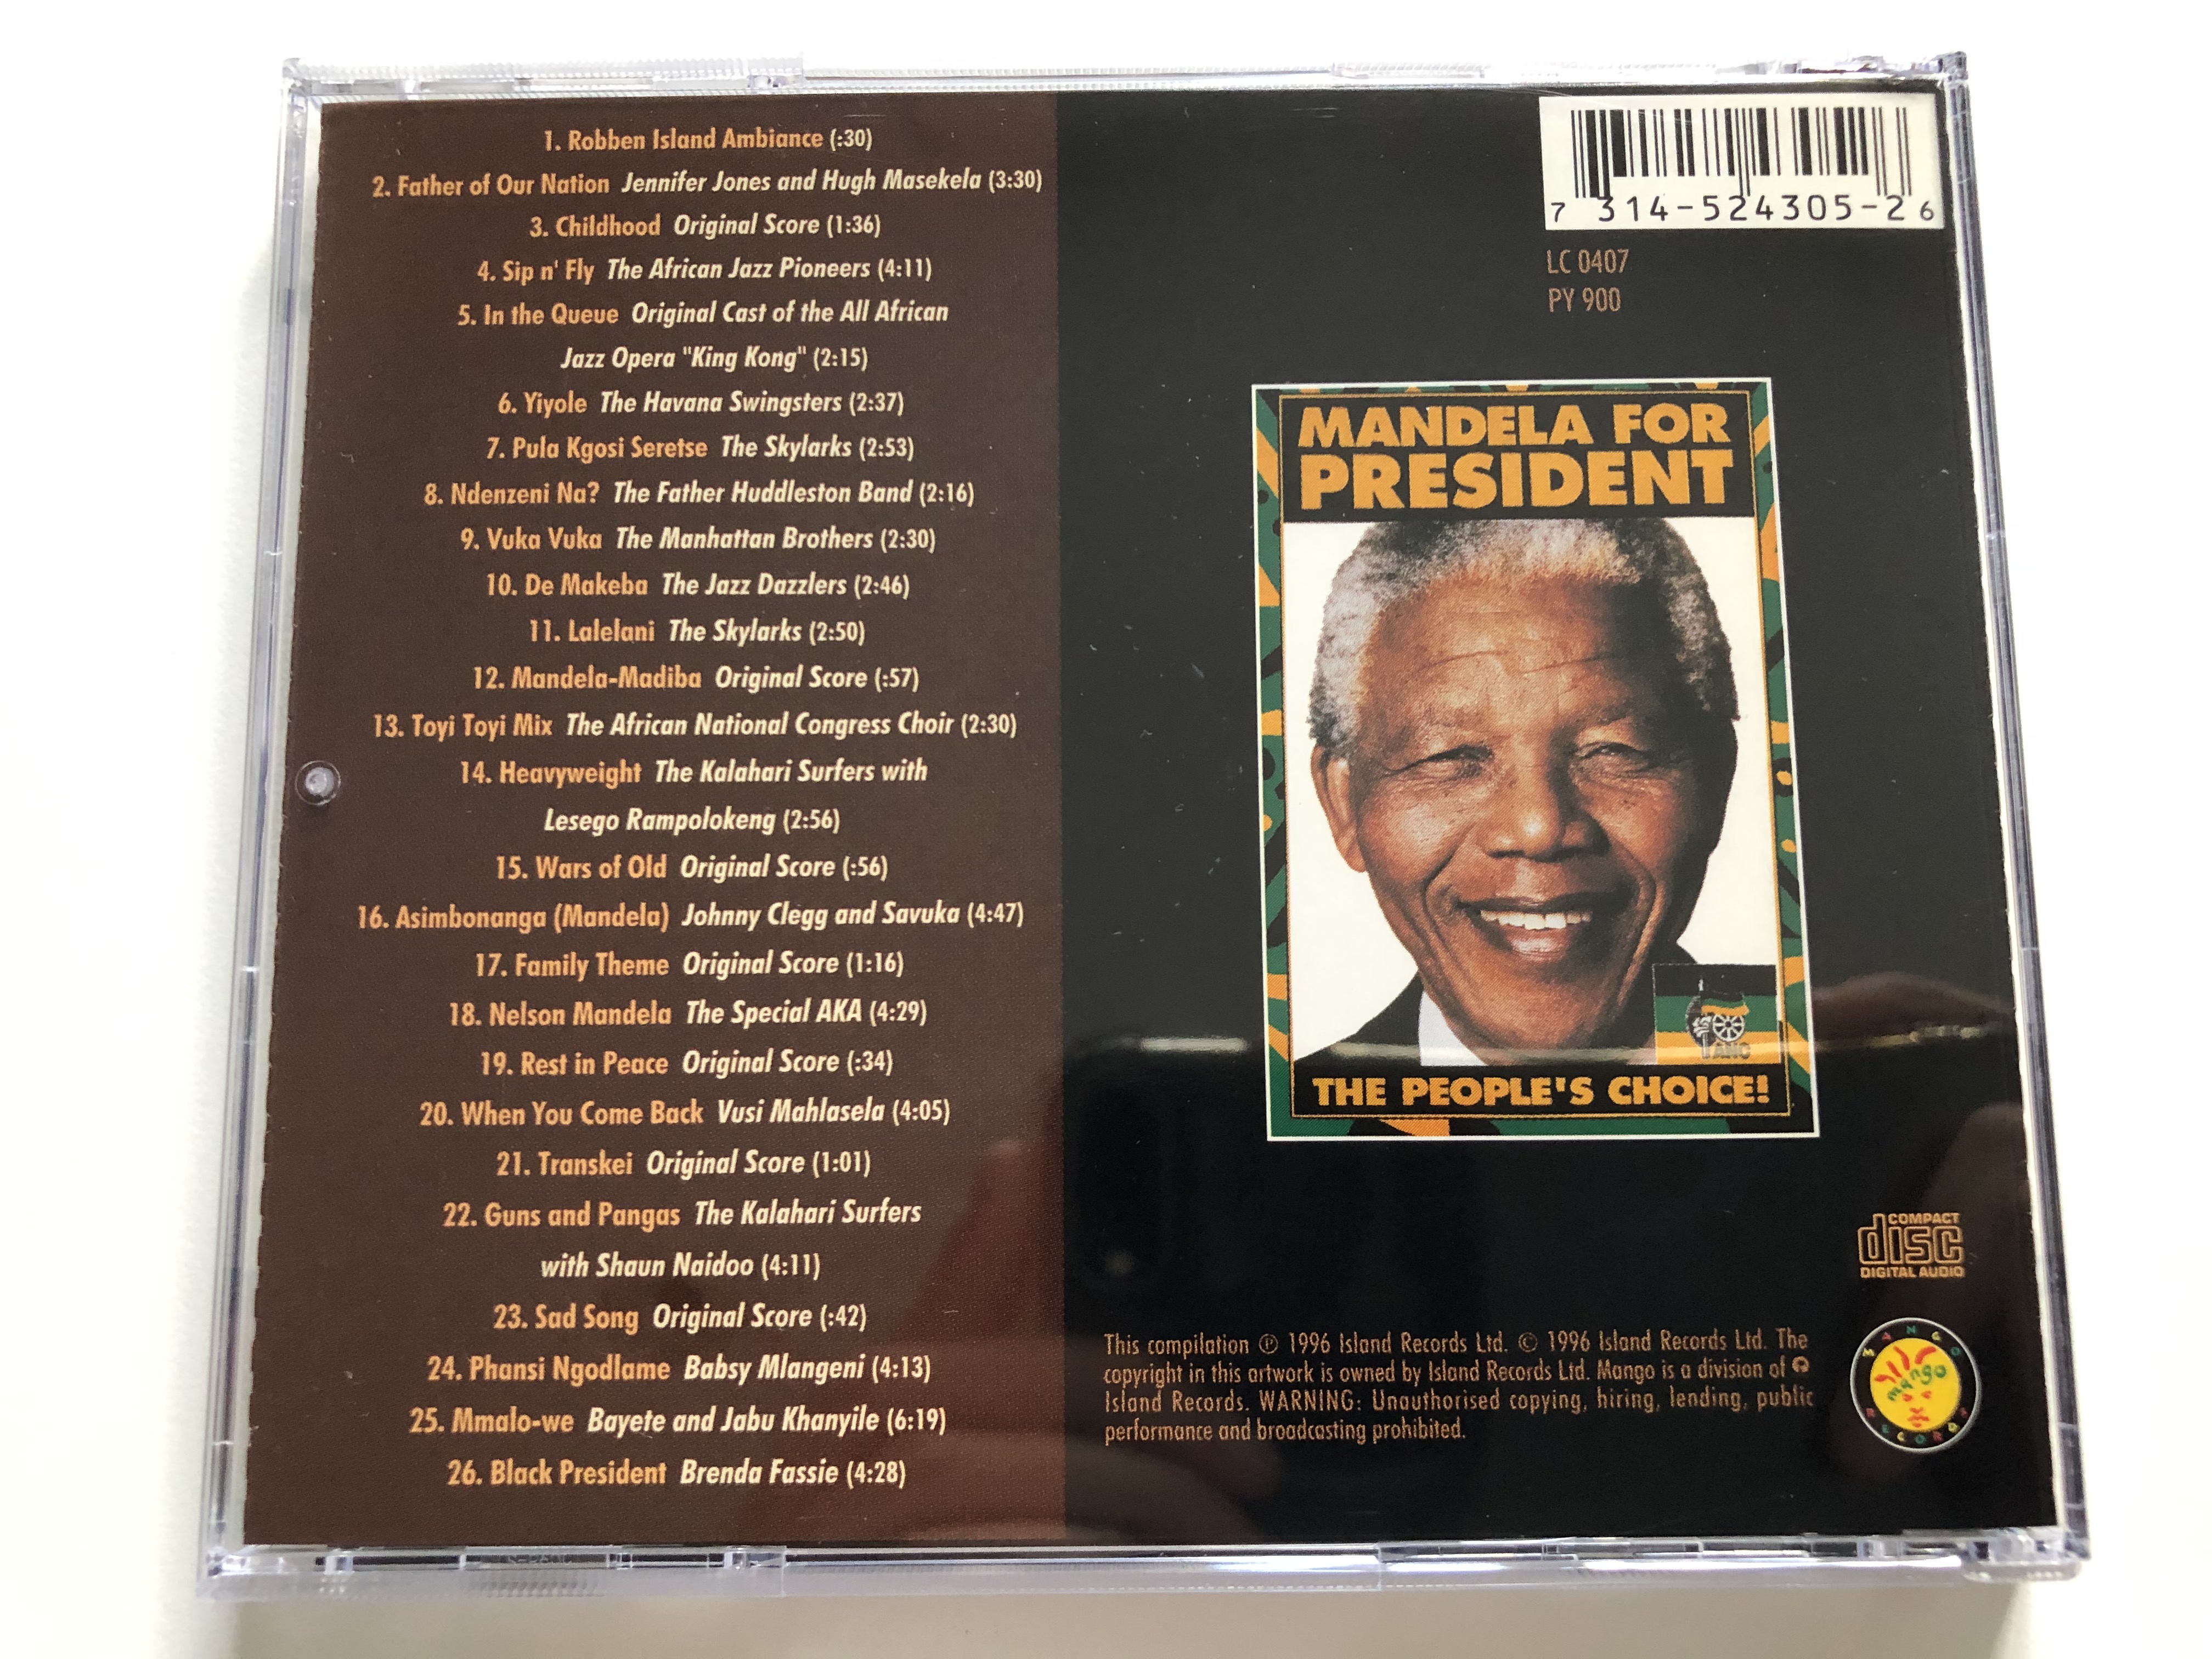 1. Robben Island Ambiance (:30)
2. Father of Our Nation Jennifer Jones and Hugh Masekela (3:30)
3. Childhood Original Score (1:36)
4. Sip n' Fly The African Jazz Pioneers (4:11)
5. In the Queue Original Cast of the All African
Jazz Opera "King Kong" (2:15)
6. Yiyole The Havana Swingsters (2:37)
7. Pula Kgosi Seretse The Skylarks (2:53)
8. Ndenzeni Na? The Father Huddleston Band (2:16)
9. Vuka Vuka The Manhattan Brothers (2:30)
10. De Makeba The Jazz Dazzlers (2:46)
11. Lalelani The Skylarks (2:50)
12. Mandela-Madiba Original Score (:57)
13. Toyi Toyi Mix The African National Congress Choir (2:30)
14. Heavyweight The Kalahari Surfers with
Lesego Rampolokeng (2:56)
15. Wars of Old Original Score (:56)
16. Asimbonanga (Mandela) Johnny Clegg and Savuka (4:47)
17. Family Theme Original Score (1:16)
18. Nelson Mandela The Special AKA (4:29)
19. Rest in Peace Original Score (:34)
20. When You Come Back Vusi Mahlasela (4:05)
21. Transkei Original Score (1:01)
22. Guns and Pangas The Kalahari Surfers
with Shaun Naidoo (4:11)
23. Sad Song Original Score (:42)
24. Phansi Ngodlame Babsy Mlangeni (4:13)
25. Mmalo-we Bayete and Jabu Khanyile (6:19)
26. Black President Brenda Fassie (4:28)
7 314-524305-2 6
LC 0407
PY 900
MANDELA FOR
PRESIDENT
ANC
THE PEOPLE'S CHOICE!
COMPACT
disc
DIGITAL AUDIO
This compilation ℗ 1996 Island Records Ltd. © 1996 Island Records Ltd. The
copyright in this artwork is owned by Island Records Ltd. Mango is a division of
Island Records. WARNING: Unauthorised copying, hiring, lending, public
performance and broadcasting prohibited.
MANGO
mango
RECORDS